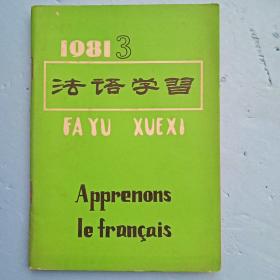 1981 3
法语学習
FA YU XUEXI
Apprenons
le français